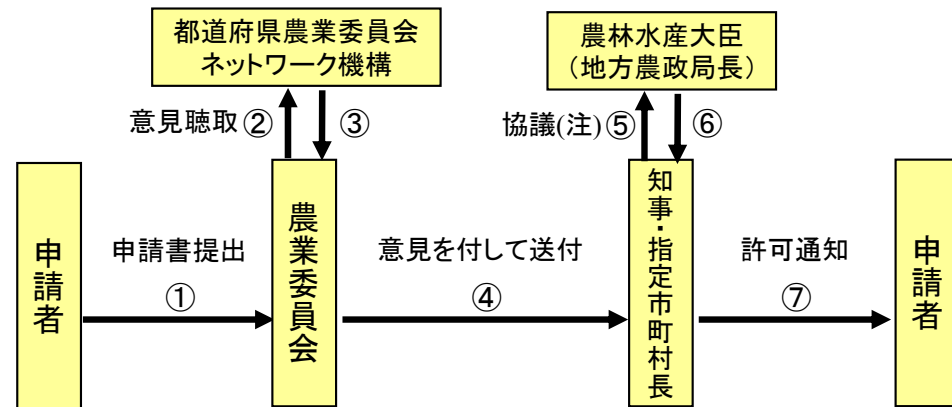 都道府県農業委員会
ネットワーク機構
農林水産大臣
（地方農政局長）
意見聴取②
③
協議(注)⑤
⑥
申請者
申請書提出
①
農業委員会
意見を付して送付
④
知事・指定市町村長
許可通知
⑦
申請者